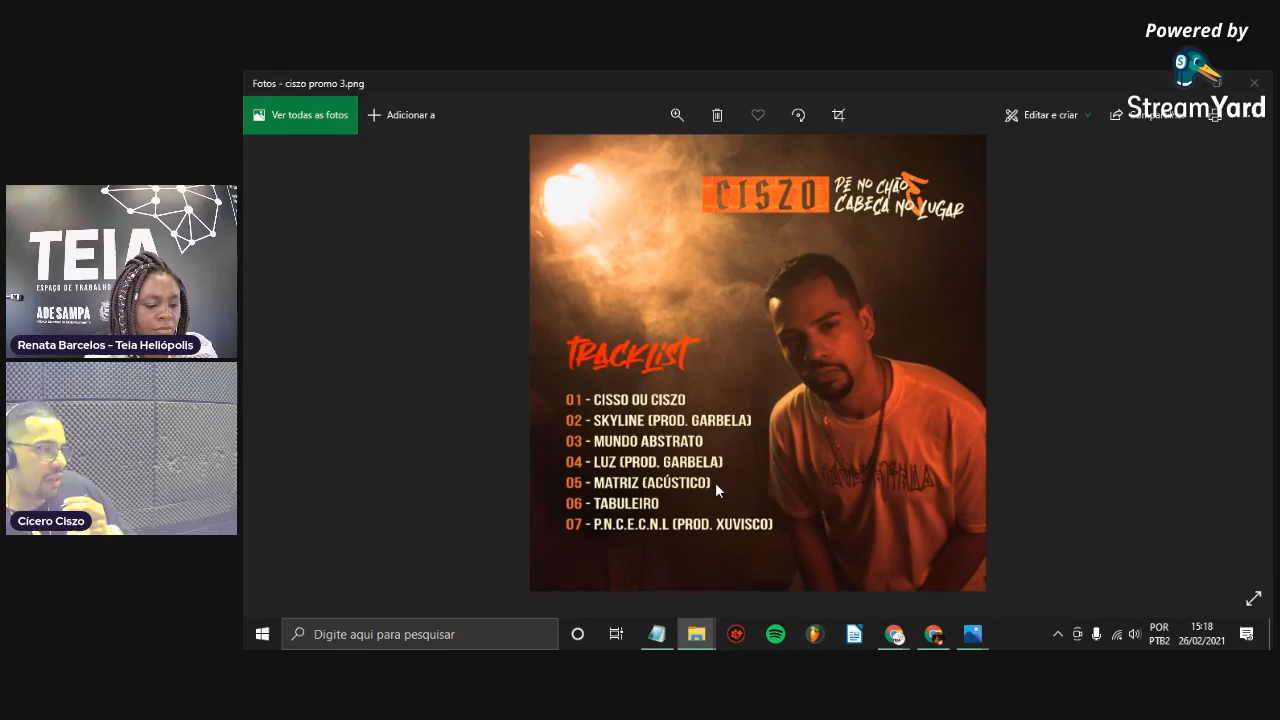 Powered by
StreamYard
Fotos - ciszo promo 3.png
Ver todas as fotos
Adicionar a
Editar e criar
CISZO
PÉ NO CHÃO E
CABEÇA NO LUGAR
TRACKLIST
01 - CISSO OU CISZO
02 - SKYLINE (PROD. GARBELA)
03 - MUNDO ABSTRATO
04 - LUZ (PROD. GARBELA)
05 - MATRIZ (ACÚSTICO)
06 - TABULEIRO
07 - P.N.C.E.C.N.L (PROD. XUVISCO)
TEIA
ESPAÇO DE TRABALHO
ADE SAMPA
Renata Barcelos - Teia Heliópolis
Cícero Ciszo
Digite aqui para pesquisar
POR
PTB2
15:18
26/02/2021